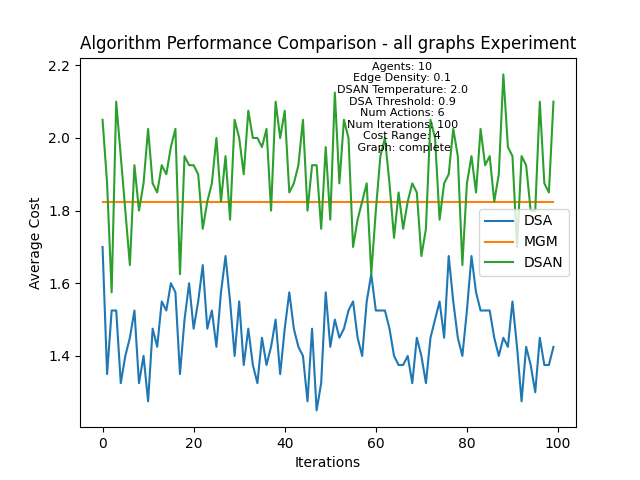 Algorithm Performance Comparison - all graphs Experiment
Agents: 10
Edge Density: 0.1
DSAN Temperature: 2.0
DSA Threshold: 0.9
Num Actions: 6
Num Iterations: 100
Cost Range: 4
Graph: complete
2.2
2.0
1.8
1.6
1.4
Average Cost
DSA
MGM
DSAN
0
20
40
60
80
100
Iterations